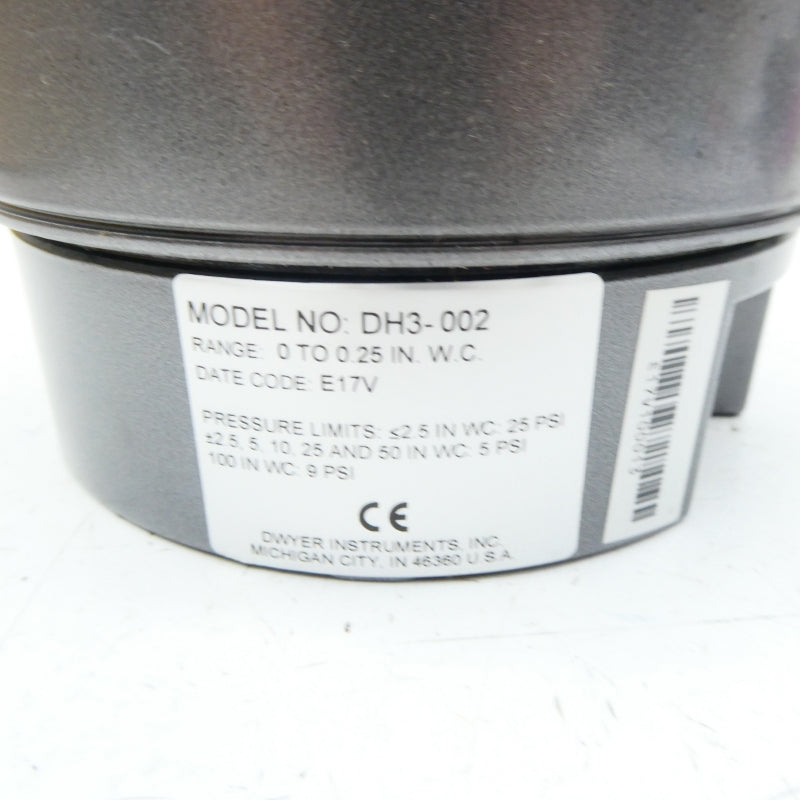 MODEL NO: DH3-002
RANGE: 0 TO 0.25 IN. W.C.
DATE CODE: E17V
PRESSURE LIMITS: ≤2.5 IN WC: 25 PSI
±2.5, 5, 10, 25 AND 50 IN WC: 5 PSI
100 IN WC: 9 PSI
CE
DWYER INSTRUMENTS, INC.
MICHIGAN CITY, IN 46360 U.S.A.